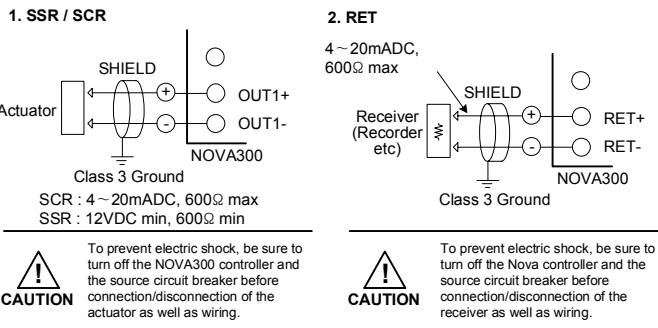 1. SSR / SCR
SHIELD
+
OUT1+
Actuator
-
OUT1-
NOVA300
Class 3 Ground
SCR : 4～20mADC, 600Ω max
SSR : 12VDC min, 600Ω min
!
CAUTION
To prevent electric shock, be sure to
turn off the NOVA300 controller and
the source circuit breaker before
connection/disconnection of the
actuator as well as wiring.
2. RET
4～20mADC,
600Ω max
SHIELD
Receiver
(Recorder
etc)
+
RET+
-
RET-
NOVA300
Class 3 Ground
!
CAUTION
To prevent electric shock, be sure to
turn off the Nova controller and the
source circuit breaker before
connection/disconnection of the
receiver as well as wiring.